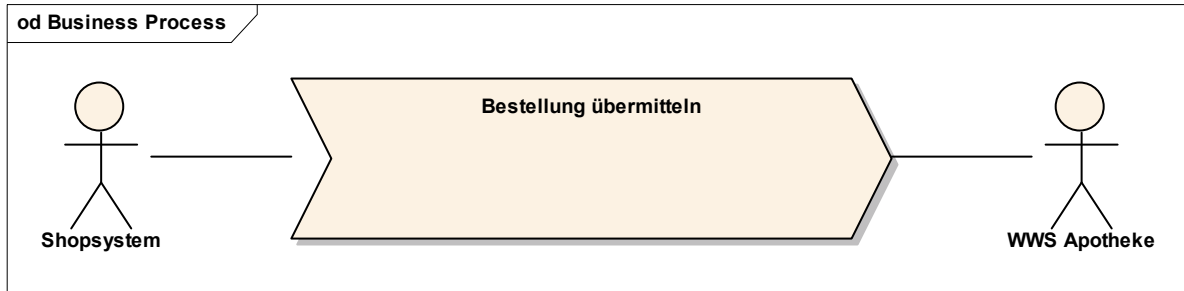 od Business Process
Bestellung übermitteln
Shopsystem
WWS Apotheke